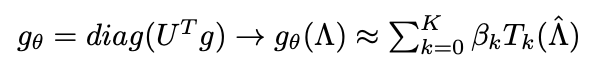 g_θ = diag(U^T g) → g_θ(Λ) ≈ ∑_{k=0}^{K} β_k T_k(Λ̂)